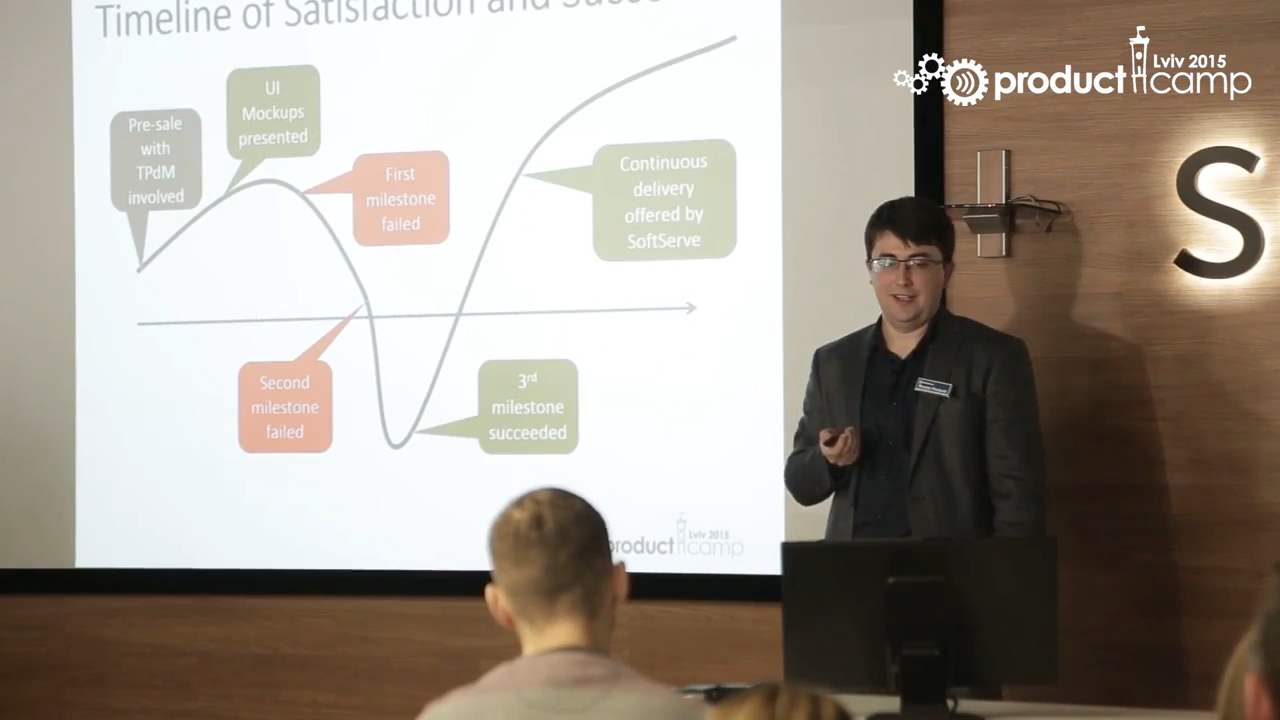 Timeline of Satisfaction and
Lviv 2015
product camp
Pre-sale
with
TPdM
involved
UI
Mockups
presented
First
milestone
failed
Continuous
delivery
offered by
SoftServe
Second
milestone
failed
3rd
milestone
succeeded
S
Lviv 2015
product camp